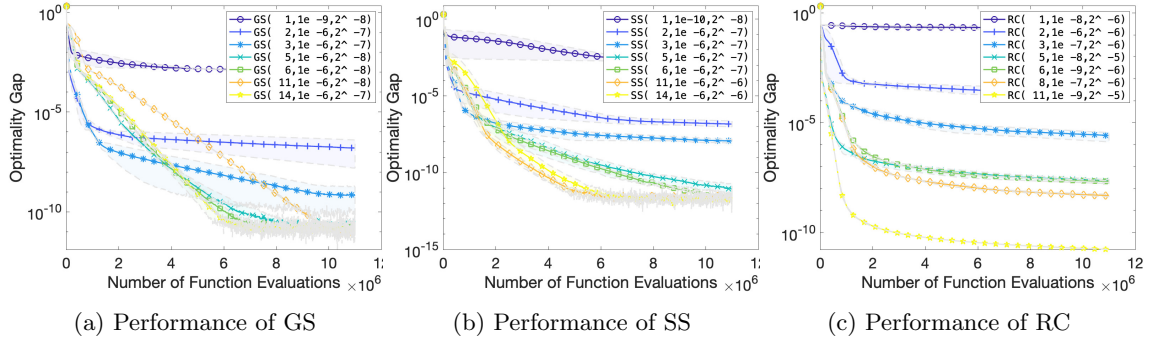 10^0
10^-5
10^-10
Optimality Gap
GS( 1,1e -9,2^ -8)
GS( 2,1e -6,2^ -7)
GS( 3,1e -6,2^ -7)
GS( 5,1e -6,2^ -8)
GS( 6,1e -6,2^ -8)
GS( 11,1e -6,2^ -8)
GS( 14,1e -6,2^ -7)
0 2 4 6 8 10 12
Number of Function Evaluations ×10^6
(a) Performance of GS
10^0
10^-5
10^-10
10^-15
Optimality Gap
SS( 1,1e-10,2^ -8)
SS( 2,1e -6,2^ -7)
SS( 3,1e -6,2^ -7)
SS( 5,1e -6,2^ -7)
SS( 6,1e -6,2^ -7)
SS( 11,1e -6,2^ -6)
SS( 14,1e -6,2^ -6)
0 2 4 6 8 10 12
Number of Function Evaluations ×10^6
(b) Performance of SS
10^0
10^-5
10^-10
Optimality Gap
RC( 1,1e -8,2^ -6)
RC( 2,1e -6,2^ -6)
RC( 3,1e -7,2^ -6)
RC( 5,1e -8,2^ -5)
RC( 6,1e -9,2^ -6)
RC( 8,1e -7,2^ -6)
RC( 11,1e -9,2^ -5)
0 2 4 6 8 10 12
Number of Function Evaluations ×10^6
(c) Performance of RC